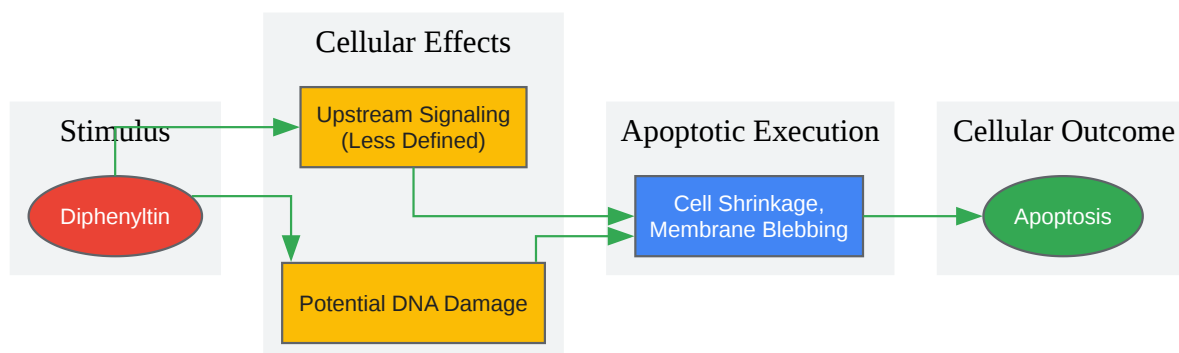 Stimulus
Diphenyltin
Cellular Effects
Upstream Signaling
(Less Defined)
Potential DNA Damage
Apoptotic Execution
Cell Shrinkage,
Membrane Blebbing
Cellular Outcome
Apoptosis